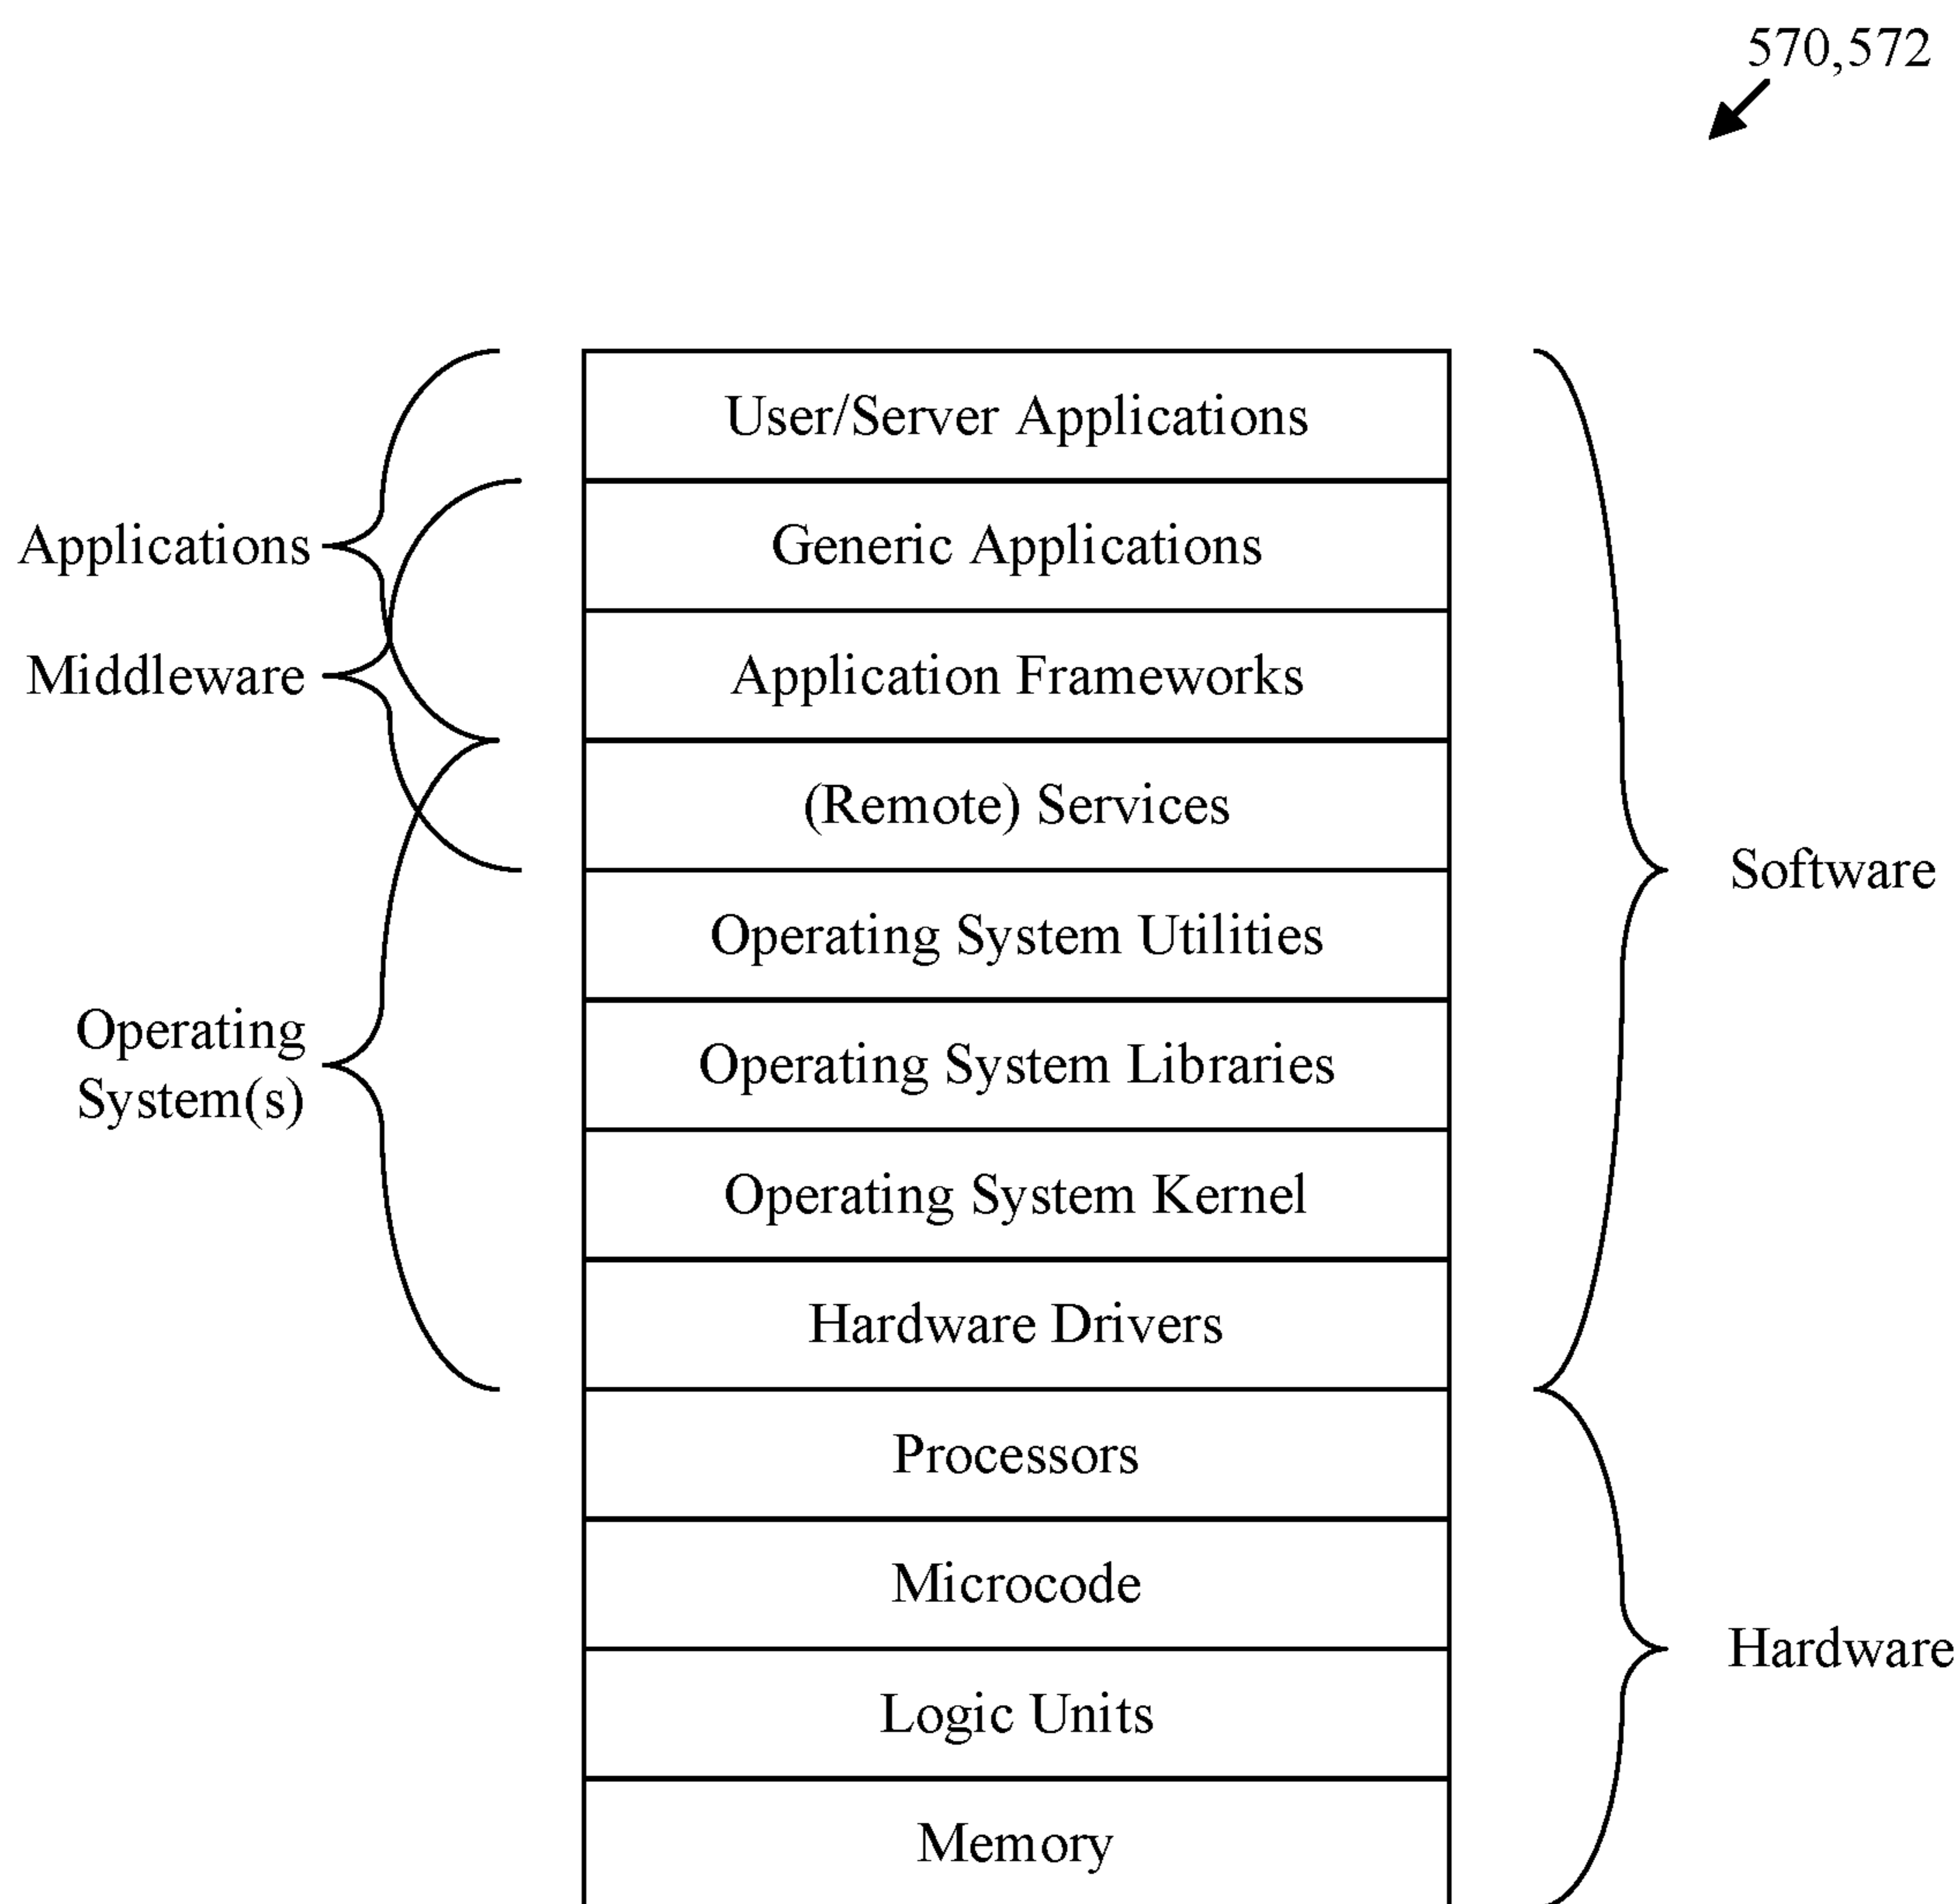 570,572
User/Server Applications
Generic Applications
Applications
Application Frameworks
Middleware
(Remote) Services
Software
Operating System Utilities
Operating
System(s)
Operating System Libraries
Operating System Kernel
Hardware Drivers
Processors
Microcode
Hardware
Logic Units
Memory